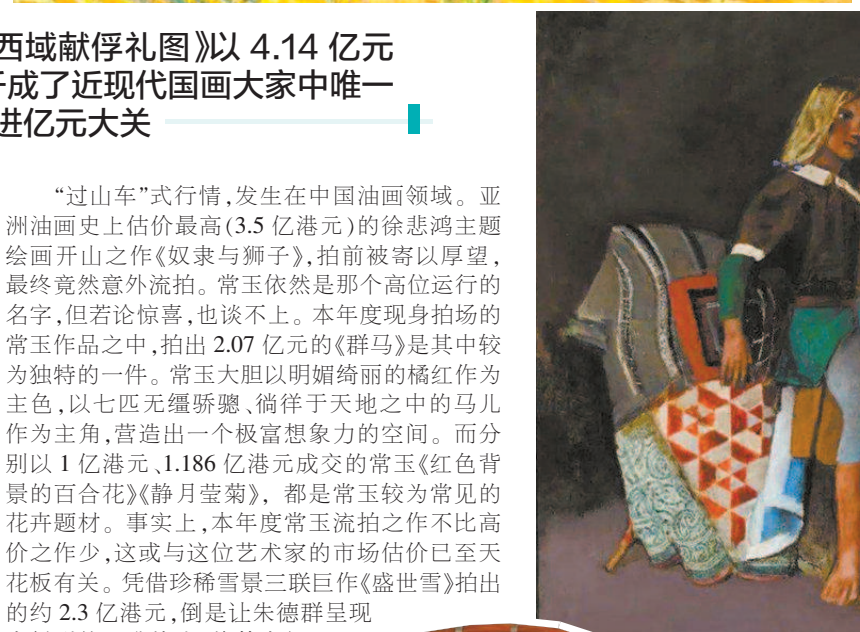 西域献俘礼图》以 4.14 亿元
成了近现代国画大家中唯一
进亿元大关
“过山车”式行情,发生在中国油画领域。亚
洲油画史上估价最高(3.5 亿港元)的徐悲鸿主题
绘画开山之作《奴隶与狮子》,拍前被寄以厚望,
最终竟然意外流拍。常玉依然是那个高位运行的
名字,但若论惊喜,也谈不上。本年度现身拍场的
常玉作品之中,拍出 2.07 亿元的《群马》是其中较
为独特的一件。常玉大胆以明媚绮丽的橘红作为
主色,以七匹无缰骄骢、徜徉于天地之中的马儿
作为主角,营造出一个极富想象力的空间。而分
别以 1 亿港元、1.186 亿港元成交的常玉《红色背
景的百合花》《静月莹菊》，都是常玉较为常见的
花卉题材。事实上,本年度常玉流拍之作不比高
价之作少,这或与这位艺术家的市场估价已至天
花板有关。凭借珍稀雪景三联巨作《盛世雪》拍出
的约 2.3 亿港元,倒是让朱德群呈现